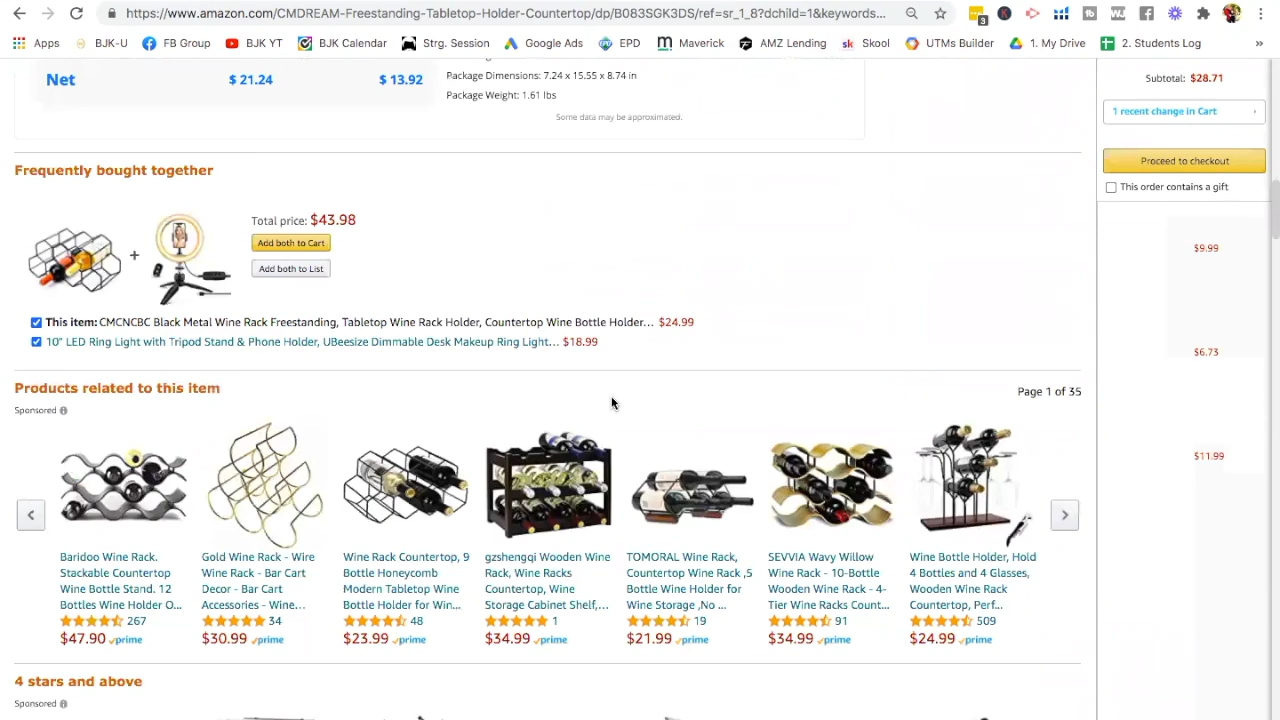 https://www.amazon.com/CMDREAM-Freestanding-Tabletop-Holder-Countertop/dp/B083SGK3DS/ref=sr_1_8?dchild=1&keywords...
3
Apps BJK-U FB Group BJK YT BJK Calendar Strg. Session Google Ads EPD Maverick AMZ Lending sk Skool UTMs Builder 1. My Drive 2. Students Log »
Net $ 21.24 $ 13.92
Package Dimensions: 7.24 x 15.55 x 8.74 in
Package Weight: 1.61 lbs
Some data may be approximated.
Subtotal: $28.71
1 recent change in Cart
Proceed to checkout
This order contains a gift
$9.99
$6.73
$11.99
Frequently bought together
+
Total price: $43.98
Add both to Cart
Add both to List
This item: CMCNCBC Black Metal Wine Rack Freestanding, Tabletop Wine Rack Holder, Countertop Wine Bottle Holder... $24.99
10" LED Ring Light with Tripod Stand & Phone Holder, UBeesize Dimmable Desk Makeup Ring Light... $18.99
Products related to this item
Page 1 of 35
Sponsored
Baridoo Wine Rack.
Stackable Countertop
Wine Bottle Stand. 12
Bottles Wine Holder O...
267
$47.90 prime
Gold Wine Rack - Wire
Wine Rack - Bar Cart
Decor - Bar Cart
Accessories - Wine...
34
$30.99 prime
Wine Rack Countertop, 9
Bottle Honeycomb
Modern Tabletop Wine
Bottle Holder for Win...
48
$23.99 prime
gzshengqi Wooden Wine
Rack, Wine Racks
Countertop, Wine
Storage Cabinet Shelf,...
1
$34.99 prime
TOMORAL Wine Rack,
Countertop Wine Rack ,5
Bottle Wine Holder for
Wine Storage ,No ...
19
$21.99 prime
SEVVIA Wavy Willow
Wine Rack - 10-Bottle
Wooden Wine Rack - 4-
Tier Wine Racks Count...
91
$34.99 prime
Wine Bottle Holder, Hold
4 Bottles and 4 Glasses,
Wooden Wine Rack
Countertop, Perf...
509
$24.99 prime
4 stars and above
Sponsored